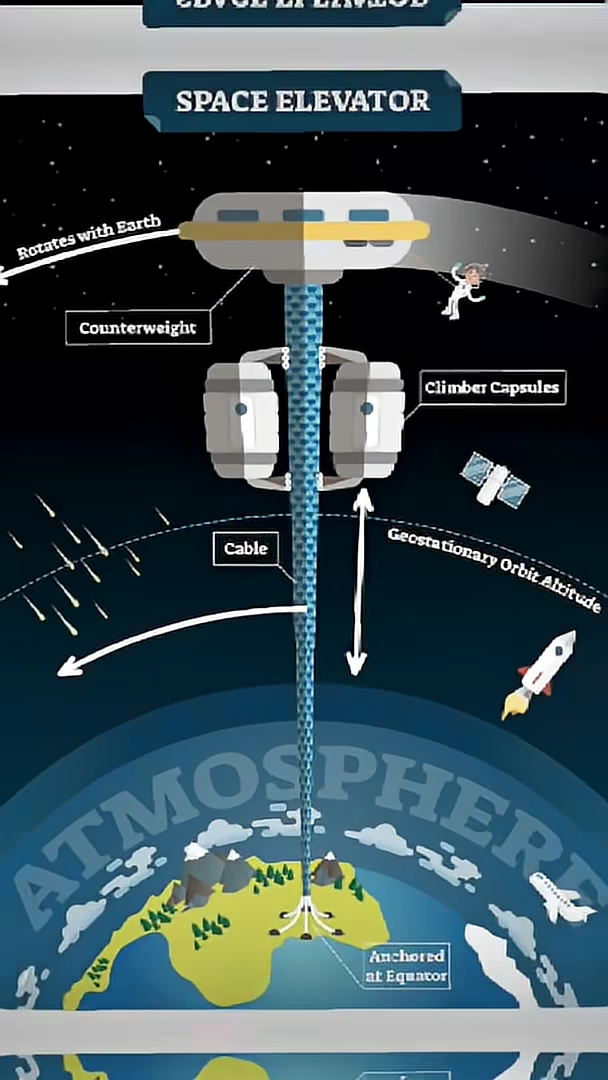 SPACE ELEVATOR
Rotates with Earth
Counterweight
Climber Capsules
Cable
Geostationary Orbit Altitude
ATMOSPHERE
Anchored
at Equator